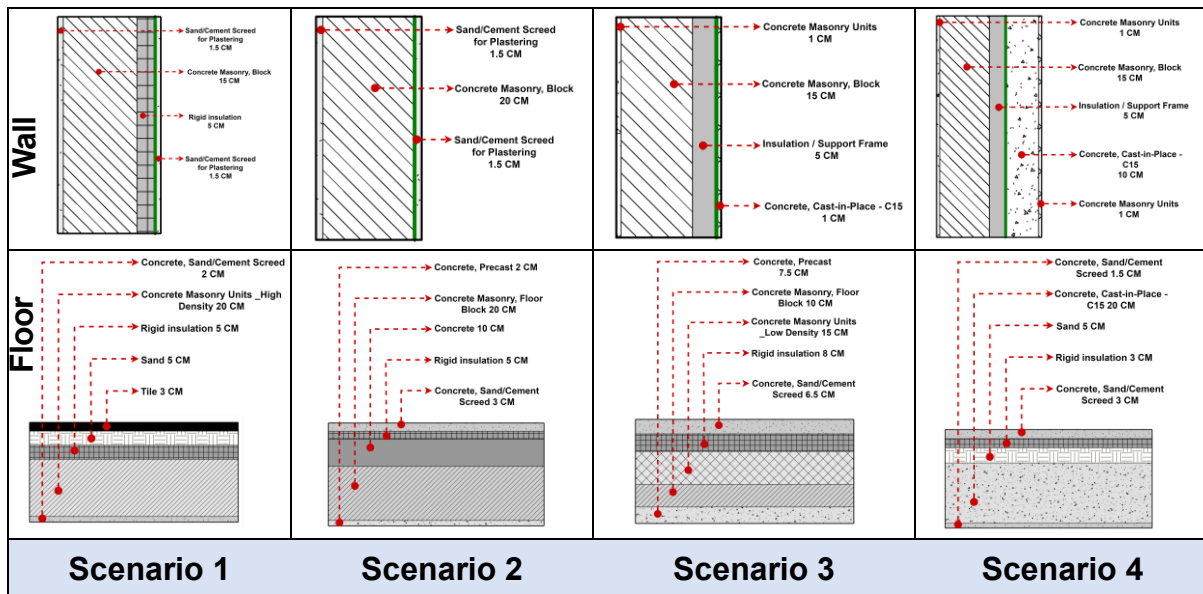 Wall
Sand/Cement Screed
for Plastering
1.5 CM
Concrete Masonry, Block
15 CM
Rigid insulation
5 CM
Sand/Cement Screed
for Plastering
1.5 CM
Sand/Cement Screed
for Plastering
1.5 CM
Concrete Masonry, Block
20 CM
Sand/Cement Screed
for Plastering
1.5 CM
Concrete Masonry Units
1 CM
Concrete Masonry, Block
15 CM
Insulation / Support Frame
5 CM
Concrete, Cast-in-Place - C15
1 CM
Concrete Masonry Units
1 CM
Concrete Masonry, Block
15 CM
Insulation / Support Frame
5 CM
Concrete, Cast-in-Place -
C15
10 CM
Concrete Masonry Units
1 CM
Floor
Concrete, Sand/Cement Screed
2 CM
Concrete Masonry Units _High
Density 20 CM
Rigid insulation 5 CM
Sand 5 CM
Tile 3 CM
Concrete, Precast 2 CM
Concrete Masonry, Floor
Block 20 CM
Concrete 10 CM
Rigid insulation 5 CM
Concrete, Sand/Cement
Screed 3 CM
Concrete, Precast
7.5 CM
Concrete Masonry, Floor
Block 10 CM
Concrete Masonry Units
_Low Density 15 CM
Rigid insulation 8 CM
Concrete, Sand/Cement
Screed 6.5 CM
Concrete, Sand/Cement
Screed 1.5 CM
Concrete, Cast-in-Place -
C15 20 CM
Sand 5 CM
Rigid insulation 3 CM
Concrete, Sand/Cement
Screed 3 CM
Scenario 1
Scenario 2
Scenario 3
Scenario 4